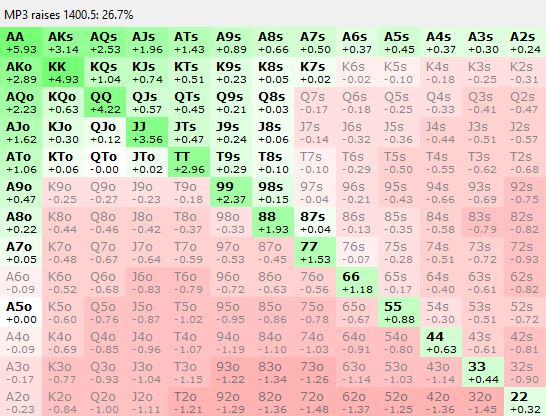 MP3 raises 1400.5: 26.7%
AA AKs AQs AJs ATs A9s A8s A7s A6s A5s A4s A3s A2s
+5.93 +3.14 +2.53 +1.96 +1.43 +0.89 +0.66 +0.50 +0.37 +0.45 +0.37 +0.30 +0.24
AKo KK KQs KJs KTs K9s K8s K7s K6s K5s K4s K3s K2s
+2.89 +4.93 +1.04 +0.74 +0.51 +0.23 +0.05 +0.02 -0.02 -0.10 -0.18 -0.25 -0.31
AQo KQo QQ QJs QTs Q9s Q8s Q7s Q6s Q5s Q4s Q3s Q2s
+2.23 +0.63 +4.22 +0.57 +0.45 +0.21 +0.03 -0.17 -0.18 -0.25 -0.33 -0.41 -0.47
AJo KJo QJo JJ JTs J9s J8s J7s J6s J5s J4s J3s J2s
+1.62 +0.30 +0.12 +3.56 +0.47 +0.24 +0.06 -0.14 -0.32 -0.36 -0.44 -0.51 -0.57
ATo KTo QTo JTo TT T9s T8s T7s T6s T5s T4s T3s T2s
+1.06 +0.06 -0.00 +0.02 +2.96 +0.29 +0.10 -0.10 -0.29 -0.50 -0.55 -0.62 -0.68
A9o K9o Q9o J9o T9o 99 98s 97s 96s 95s 94s 93s 92s
+0.47 -0.25 -0.27 -0.23 -0.18 +2.37 +0.15 -0.04 -0.21 -0.43 -0.66 -0.69 -0.75
A8o K8o Q8o J8o T8o 98o 88 87s 86s 85s 84s 83s 82s
+0.22 -0.44 -0.46 -0.42 -0.37 -0.33 +1.93 +0.04 -0.13 -0.35 -0.58 -0.79 -0.82
A7o K7o Q7o J7o T7o 97o 87o 77 76s 75s 74s 73s 72s
+0.05 -0.48 -0.67 -0.64 -0.59 -0.53 -0.45 +1.53 -0.07 -0.28 -0.51 -0.72 -0.93
A6o K6o Q6o J6o T6o 96o 86o 76o 66 65s 64s 63s 62s
-0.09 -0.52 -0.68 -0.83 -0.79 -0.72 -0.63 -0.56 +1.18 -0.17 -0.40 -0.61 -0.82
A5o K5o Q5o J5o T5o 95o 85o 75o 65o 55 54s 53s 52s
+0.00 -0.60 -0.76 -0.87 -1.02 -0.95 -0.86 -0.78 -0.67 +0.88 -0.30 -0.51 -0.72
A4o K4o Q4o J4o T4o 94o 84o 74o 64o 54o 44 43s 42s
-0.09 -0.69 -0.85 -0.96 -1.07 -1.19 -1.10 -1.03 -0.91 -0.80 +0.63 -0.61 -0.81
A3o K3o Q3o J3o T3o 93o 83o 73o 63o 53o 43o 33 32s
-0.17 -0.77 -0.93 -1.04 -1.15 -1.22 -1.34 -1.26 -1.14 -1.03 -1.14 +0.44 -0.90
A2o K2o Q2o J2o T2o 92o 82o 72o 62o 52o 42o 32o 22
-0.23 -0.84 -1.00 -1.11 -1.21 -1.29 -1.36 -1.48 -1.37 -1.25 -1.36 -1.45 +0.32